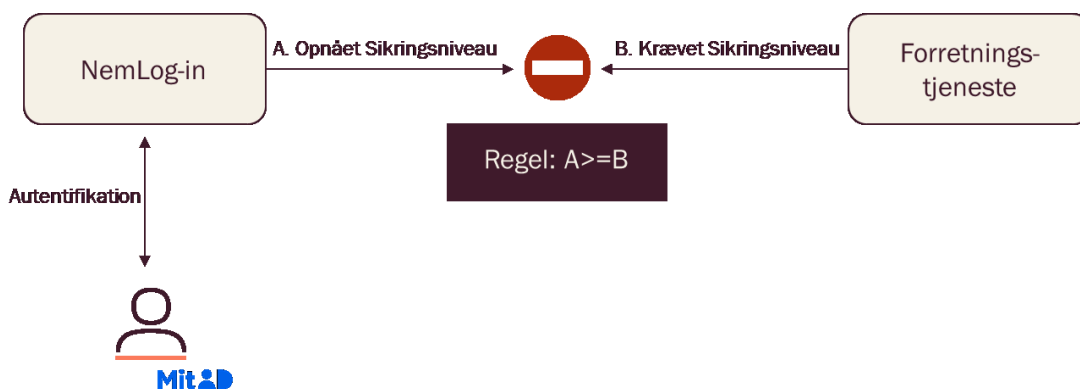 NemLog-in
A. Opnået Sikringsniveau
B. Krævet Sikringsniveau
Forretnings-
tjeneste
Regel: A>=B
Autentifikation
MitID